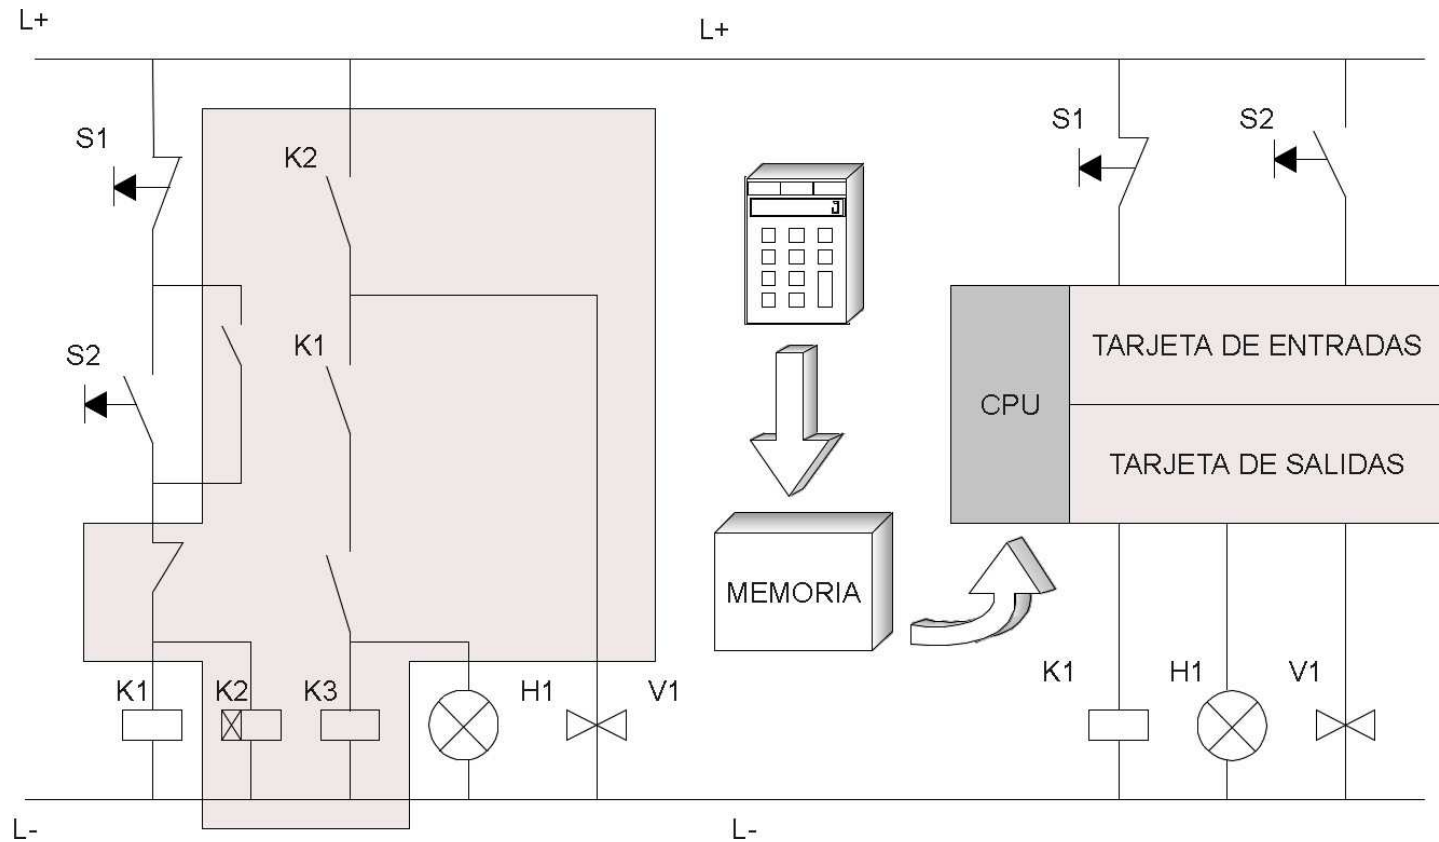 L+
L+
S1
K2
S1
S2
S2
K1
TARJETA DE ENTRADAS
CPU
TARJETA DE SALIDAS
MEMORIA
K1
K2
K3
H1
V1
K1
H1
V1
L-
L-